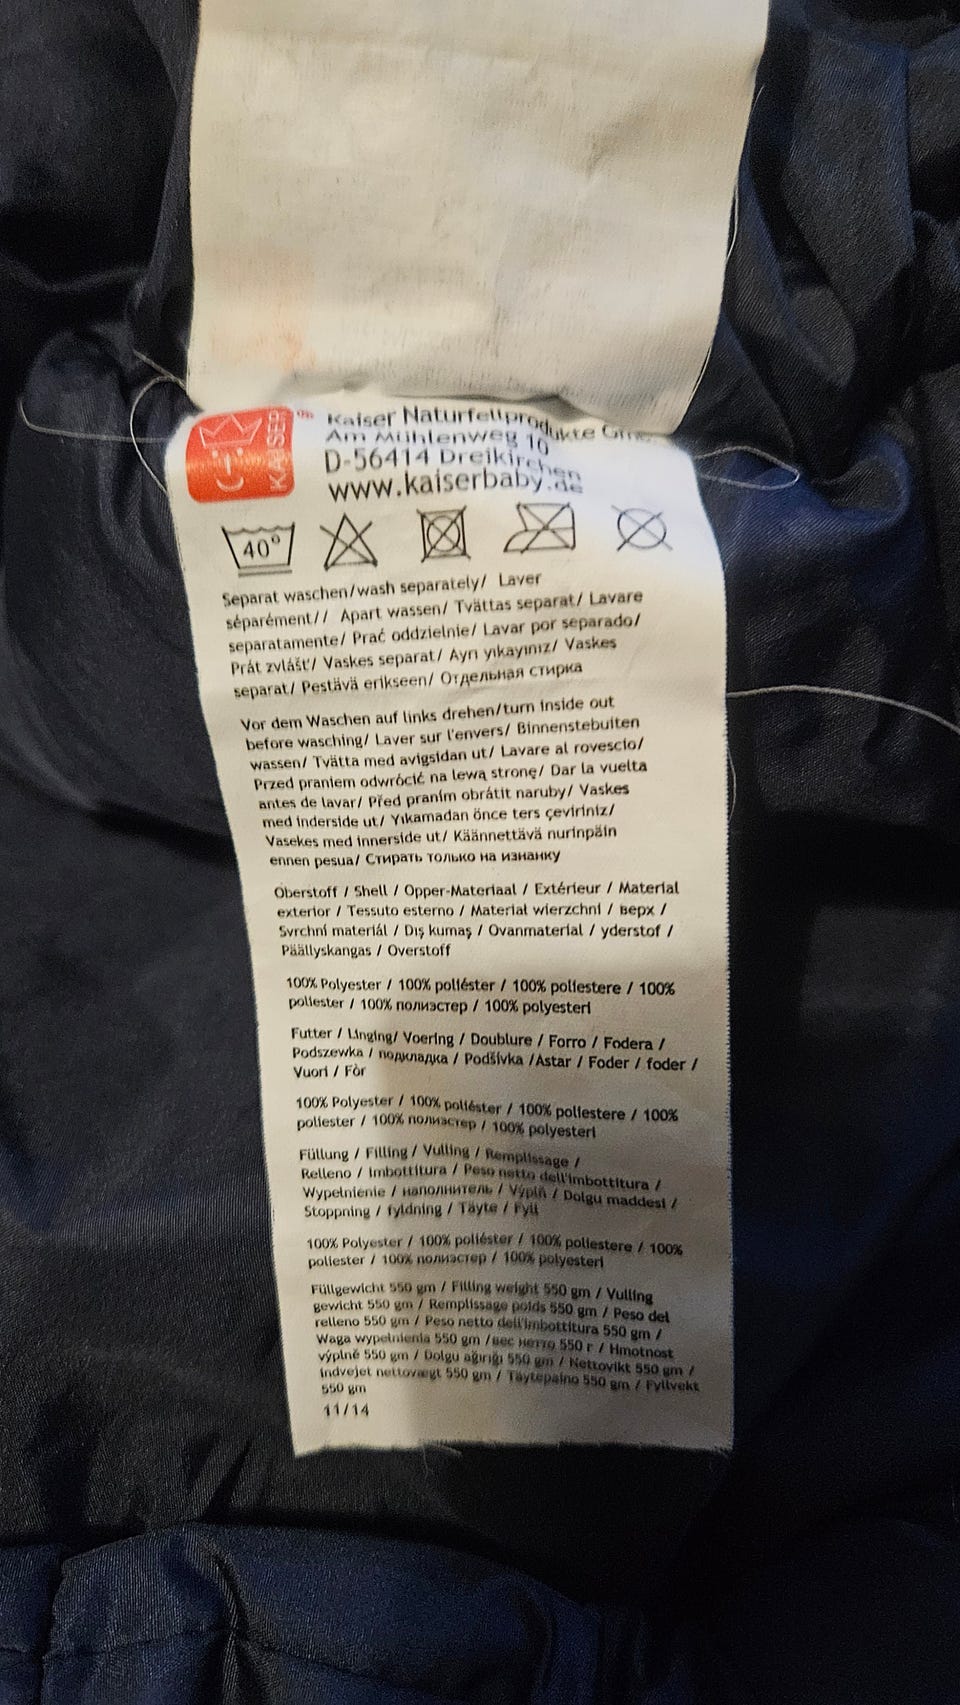 KAISER
Kaiser Naturfellprodukte
Am Mühlenweg 10
D-56414 Dreikirchen
www.kaiserbaby.de
40°
Separat waschen/wash separately/ Laver
séparément// Apart wassen/ Tvättas separat/ Lavare
separatamente/ Prać oddzielnie/ Lavar por separado/
Prát zvlášť/ Vaskes separat/ Ayrı yıkayınız/ Vaskes
separat/ Pestävä erikseen/ Отдельная стирка
Vor dem Waschen auf links drehen/turn inside out
before wasching/ Laver sur l'envers/ Binnenstebuiten
wassen/ Tvätta med avigsidan ut/ Lavare al rovescio/
Przed praniem odwrócić na lewą stronę/ Dar la vuelta
antes de lavar/ Před praním obrátit naruby/ Vaskes
med inderside ut/ Yıkamadan önce ters çeviriniz/
Vasekes med innerside ut/ Käännettävä nurinpäin
ennen pesua/ Стирать только на изнанку
Oberstoff / Shell / Opper-Materiaal / Extérieur / Material
exterior / Tessuto esterno / Materiał wierzchni / верх /
Svrchní materiál / Dış kumaş / Ovanmaterial / yderstof /
Päällyskangas / Overstoff
100% Polyester / 100% poliéster / 100% poliestere / 100%
poliester / 100% полиэстер / 100% polyesteri
Futter / Linging/ Voering / Doublure / Forro / Fodera /
Podszewka / подкладка / Podšívka /Astar / Foder / foder /
Vuori / Fòr
100% Polyester / 100% poliéster / 100% poliestere / 100%
poliester / 100% полиэстер / 100% polyesteri
Füllung / Filling / Vulling / Remplissage /
Relleno / Imbottitura / Peso netto dell'imbottitura /
Wypełnienie / наполнитель / Výplň / Dolgu maddesi /
Stoppning / fyldning / Täyte / Fyll
100% Polyester / 100% poliéster / 100% poliestere / 100%
poliester / 100% полиэстер / 100% polyesteri
Füllgewicht 550 gm / Filling weight 550 gm / Vulling
gewicht 550 gm / Remplissage poids 550 gm / Peso del
relleno 550 gm / Peso netto dell'imbottitura 550 gm /
Waga wypełnienia 550 gm /вес нетто 550 г / Hmotnost
výplně 550 gm / Dolgu ağırığı 550 gm / Nettovikt 550 gm /
Indvejet nettovægt 550 gm / Täytepaino 550 gm / Fyllvekt
550 gm
11/14